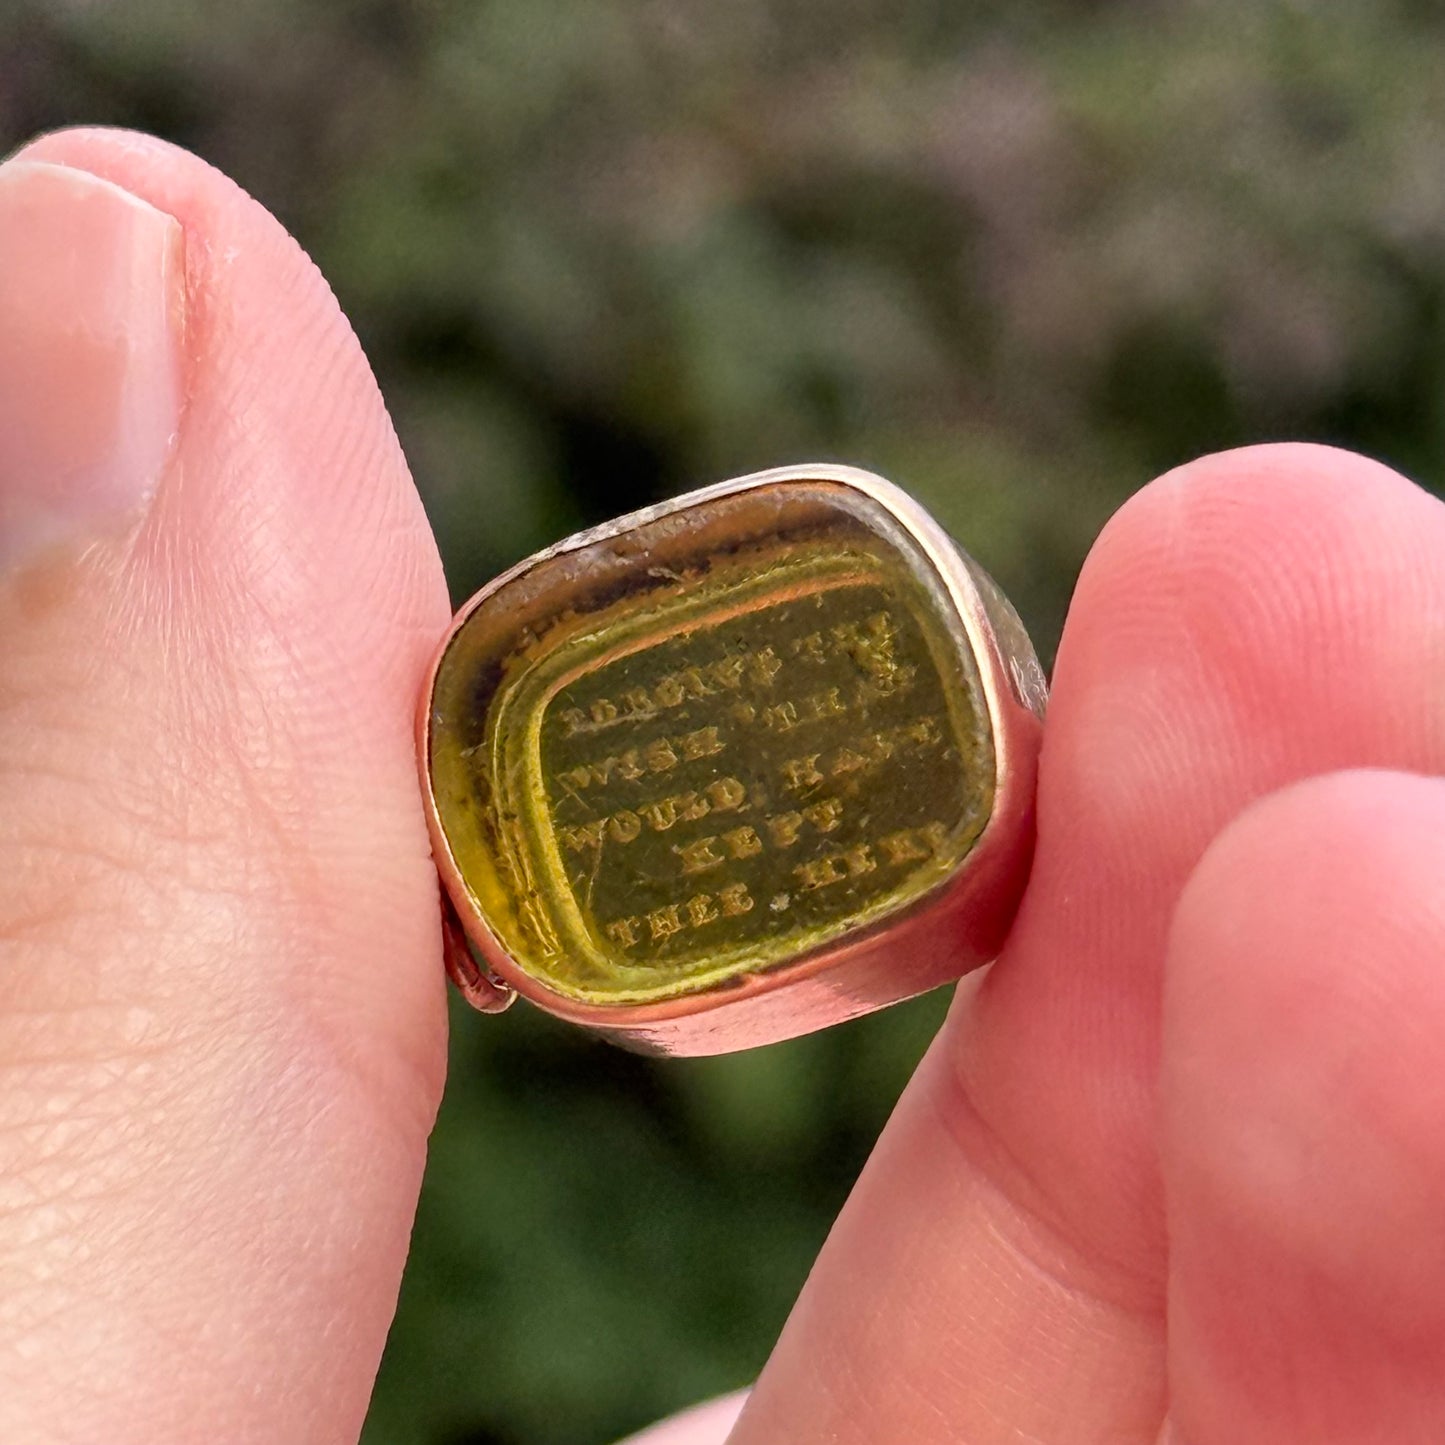 FORGIVE THE
WISH THAT
WOULD HAVE
KEPT
THEE HERE